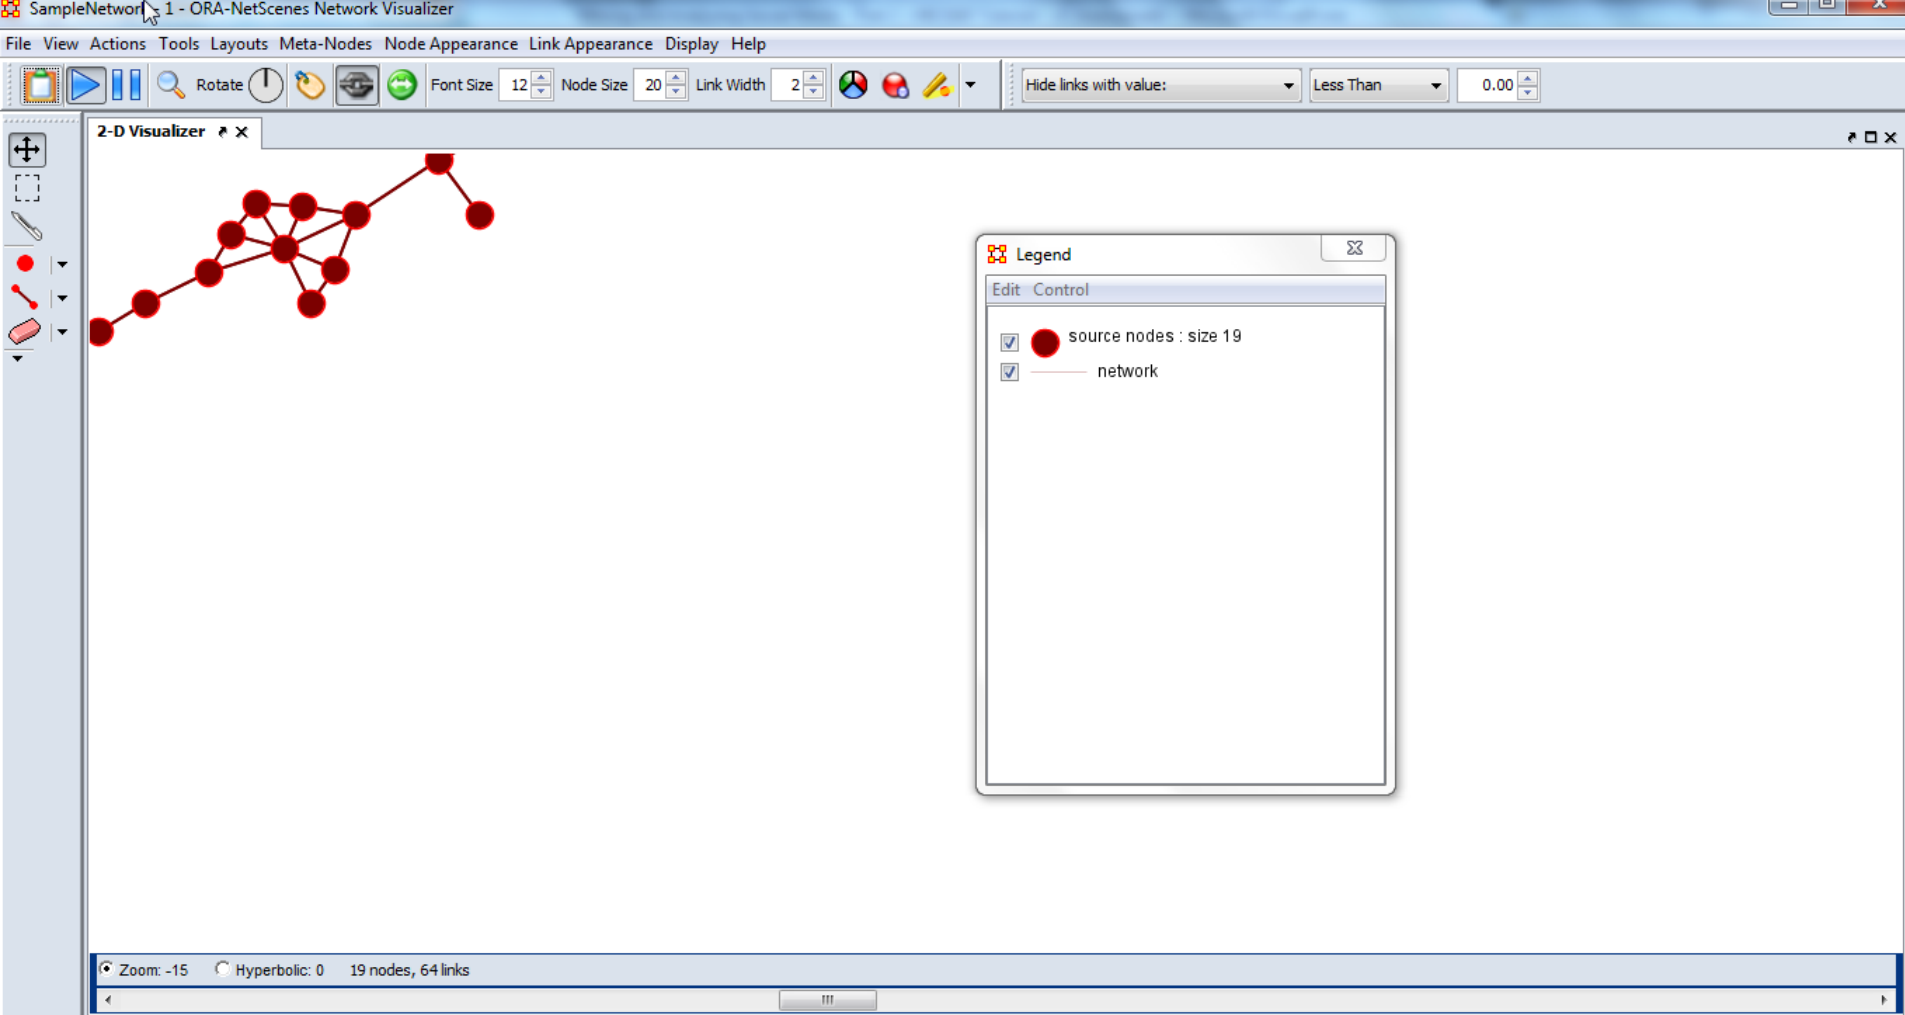 SampleNetwork - 1 - ORA-NetScenes Network Visualizer
File View Actions Tools Layouts Meta-Nodes Node Appearance Link Appearance Display Help
Rotate Font Size 12 Node Size 20 Link Width 2 Hide links with value: Less Than 0.00
2-D Visualizer
Legend
Edit Control
source nodes : size 19
network
Zoom: -15 Hyperbolic: 0 19 nodes, 64 links